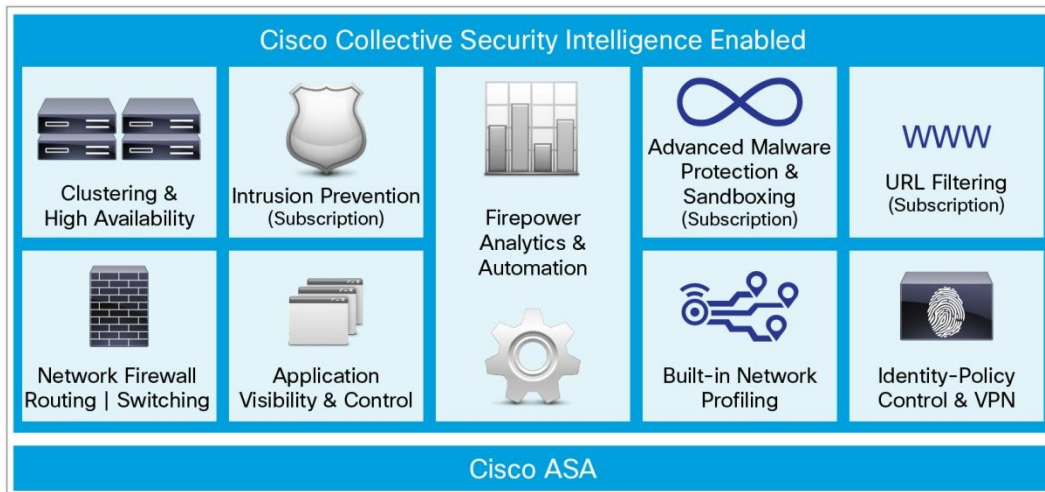 Cisco Collective Security Intelligence Enabled
Clustering &
High Availability
Intrusion Prevention
(Subscription)
Firepower
Analytics &
Automation
Advanced Malware
Protection &
Sandboxing
(Subscription)
WWW
URL Filtering
(Subscription)
Network Firewall
Routing | Switching
Application
Visibility & Control
Built-in Network
Profiling
Identity-Policy
Control & VPN
Cisco ASA